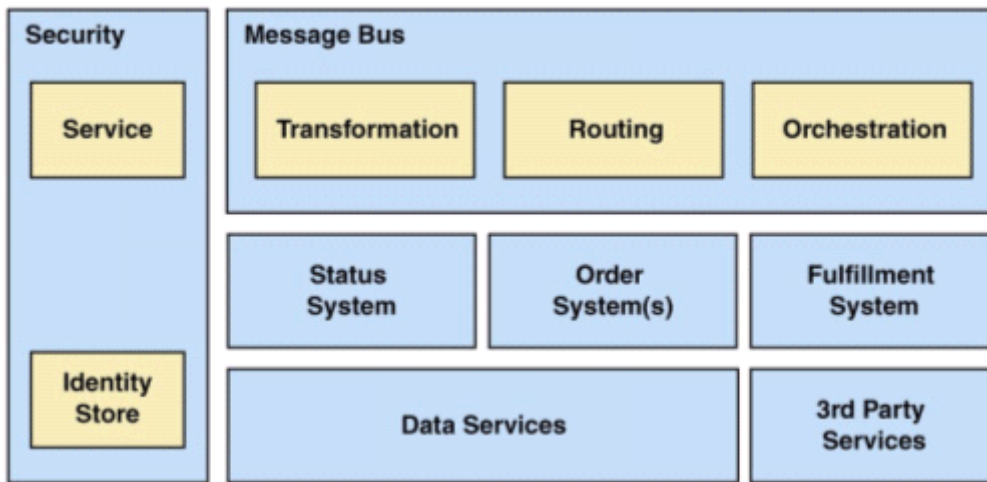 Security
Service
Identity
Store
Message Bus
Transformation
Routing
Orchestration
Status
System
Order
System(s)
Fulfillment
System
Data Services
3rd Party
Services